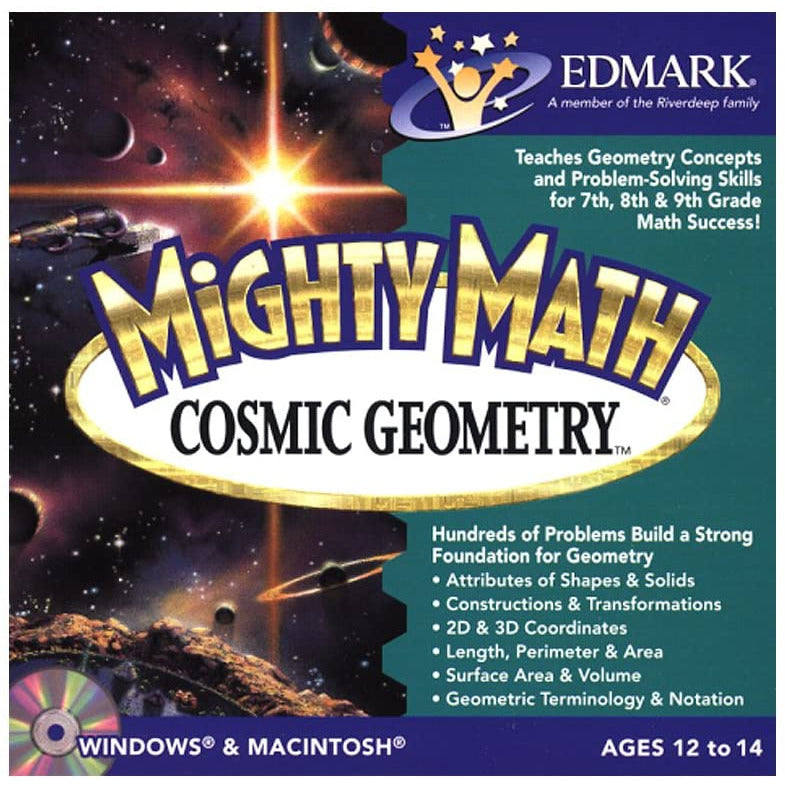 EDMARK®
A member of the Riverdeep family
™
Teaches Geometry Concepts
and Problem-Solving Skills
for 7th, 8th & 9th Grade
Math Success!
MiGHTY MATH®
COSMIC GEOMETRY™
Hundreds of Problems Build a Strong
Foundation for Geometry
• Attributes of Shapes & Solids
• Constructions & Transformations
• 2D & 3D Coordinates
• Length, Perimeter & Area
• Surface Area & Volume
• Geometric Terminology & Notation
WINDOWS® & MACINTOSH®
AGES 12 to 14